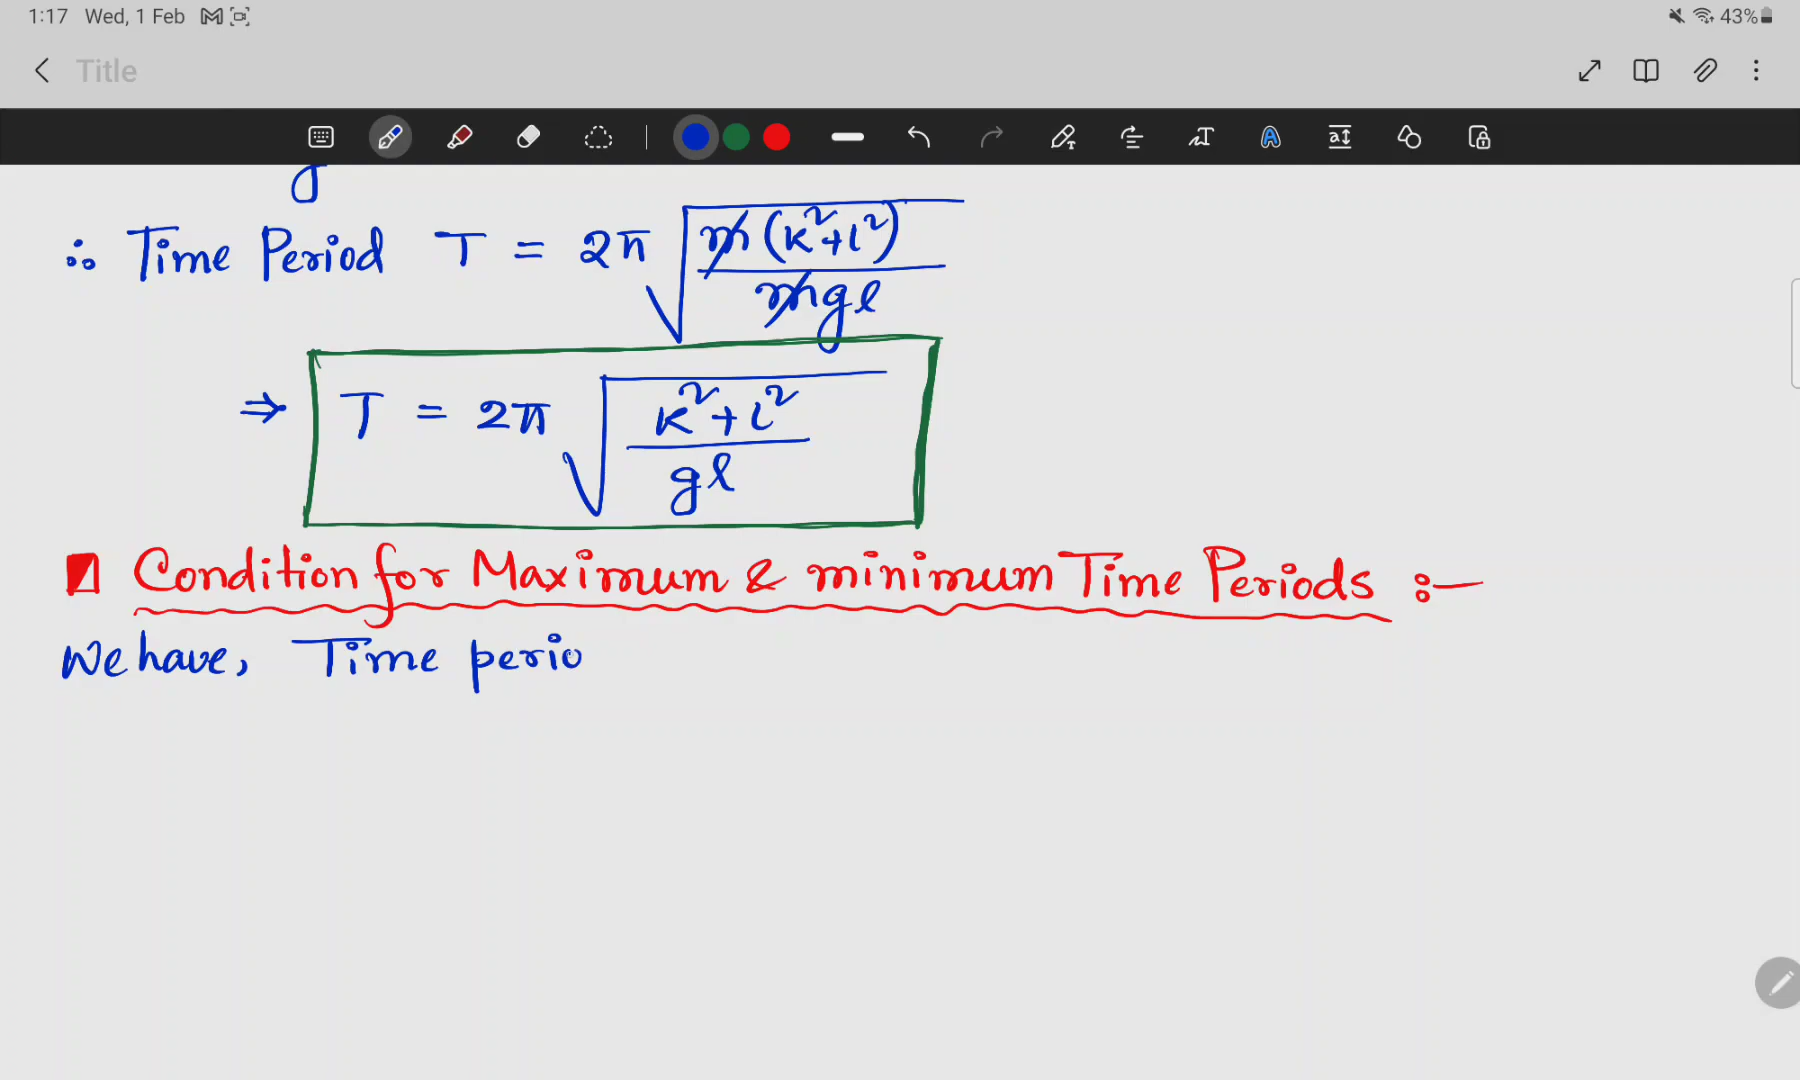 1:17 Wed, 1 Feb
43%
Title
g
∴ Time Period T = 2π √(m(k²+l²)/mgl)
⇒ T = 2π √(k²+l²/gl)
Condition for Maximum & minimum Time Periods :-
We have, Time perio